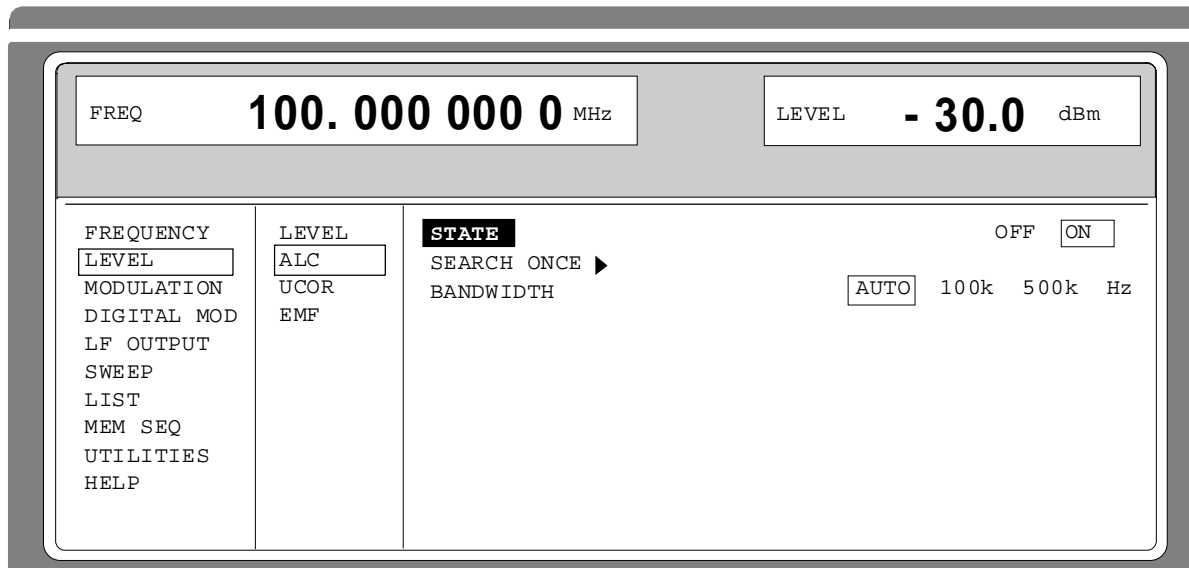 FREQ 100. 000 000 0 MHz LEVEL - 30.0 dBm
FREQUENCY LEVEL STATE OFF ON
LEVEL ALC SEARCH ONCE ▶
MODULATION UCOR BANDWIDTH AUTO 100k 500k Hz
DIGITAL MOD EMF
LF OUTPUT
SWEEP
LIST
MEM SEQ
UTILITIES
HELP